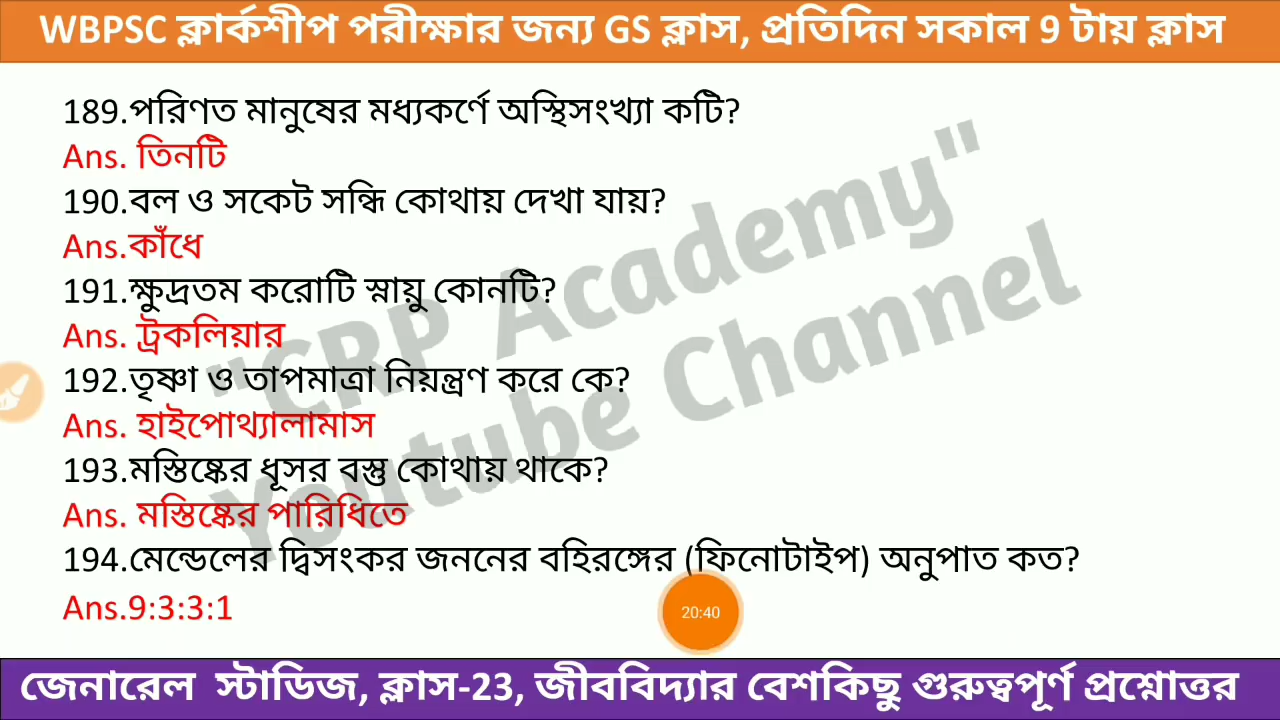 WBPSC ক্লার্কশীপ পরীক্ষার জন্য GS ক্লাস, প্রতিদিন সকাল 9 টায় ক্লাস
189.পরিণত মানুষের মধ্যকর্ণে অস্থিসংখ্যা কটি?
Ans. তিনটি
190.বল ও সকেট সন্ধি কোথায় দেখা যায়?
Ans.কাঁধে
191.ক্ষুদ্রতম করোটি স্নায়ু কোনটি?
Ans. ট্রকলিয়ার
192.তৃষ্ণা ও তাপমাত্রা নিয়ন্ত্রণ করে কে?
Ans. হাইপোথ্যালামাস
193.মস্তিষ্কের ধূসর বস্তু কোথায় থাকে?
Ans. মস্তিষ্কের পারিধিতে
194.মেন্ডেলের দ্বিসংকর জননের বহিরঙ্গের (ফিনোটাইপ) অনুপাত কত?
Ans.9:3:3:1
20:40
"CRP Academy"
Youtube Channel
জেনারেল স্টাডিজ, ক্লাস-23, জীববিদ্যার বেশকিছু গুরুত্বপূর্ণ প্রশ্নোত্তর